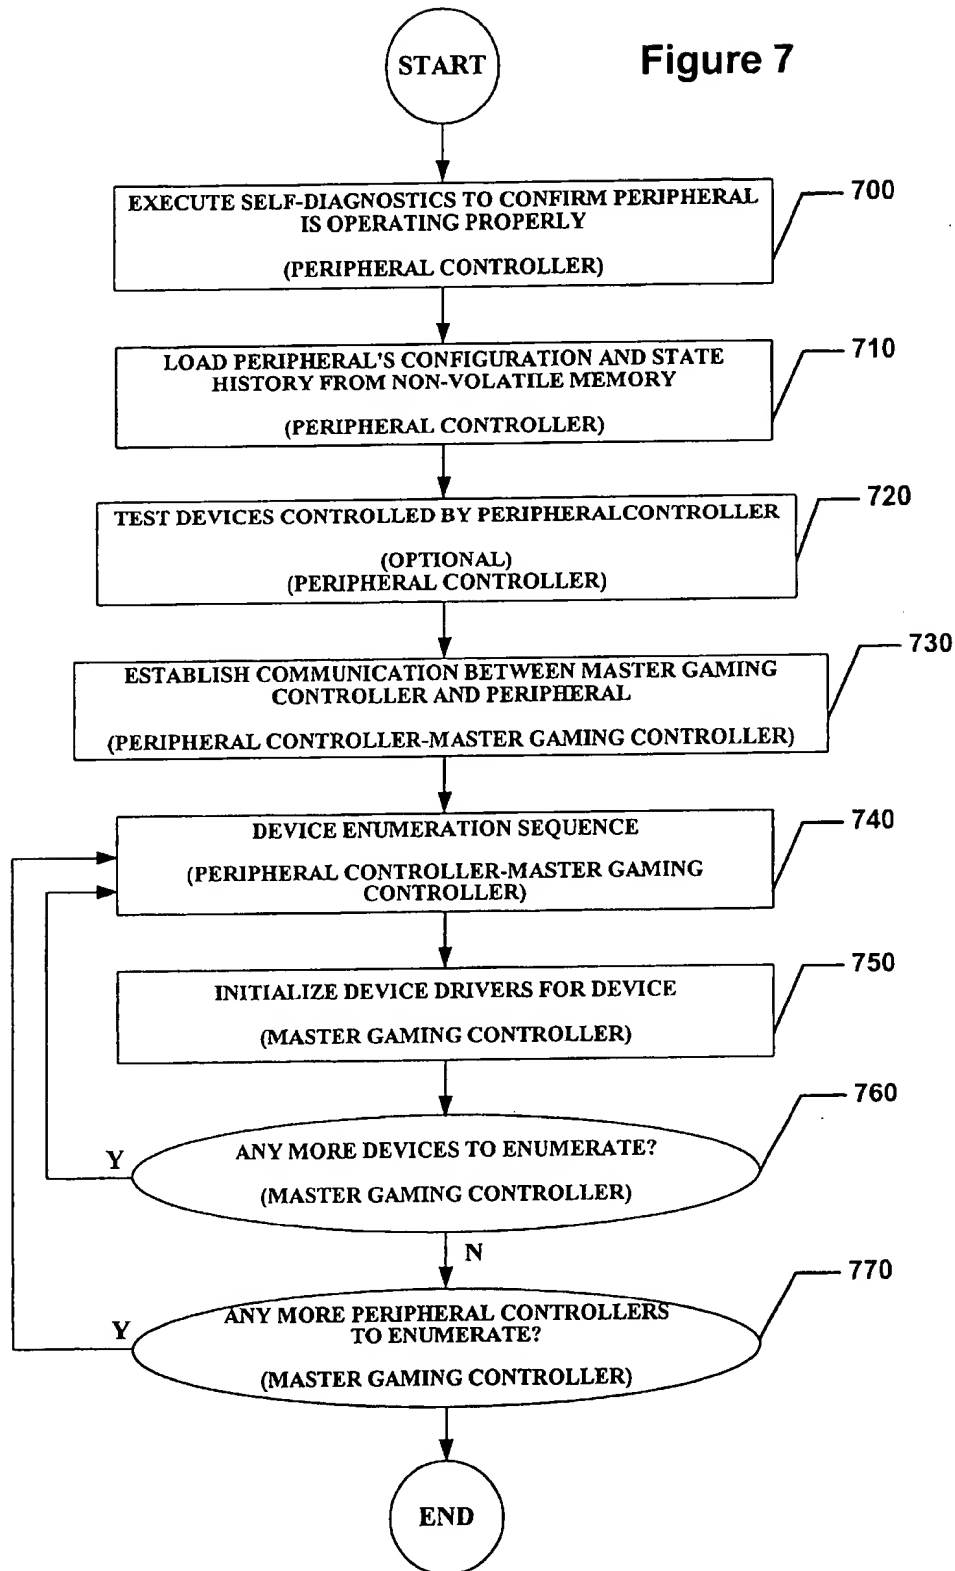 START
Figure 7
EXECUTE SELF-DIAGNOSTICS TO CONFIRM PERIPHERAL
IS OPERATING PROPERLY
(PERIPHERAL CONTROLLER)
700
LOAD PERIPHERAL'S CONFIGURATION AND STATE
HISTORY FROM NON-VOLATILE MEMORY
(PERIPHERAL CONTROLLER)
710
TEST DEVICES CONTROLLED BY PERIPHERALCONTROLLER
(OPTIONAL)
(PERIPHERAL CONTROLLER)
720
ESTABLISH COMMUNICATION BETWEEN MASTER GAMING
CONTROLLER AND PERIPHERAL
(PERIPHERAL CONTROLLER-MASTER GAMING CONTROLLER)
730
DEVICE ENUMERATION SEQUENCE
(PERIPHERAL CONTROLLER-MASTER GAMING
CONTROLLER)
740
INITIALIZE DEVICE DRIVERS FOR DEVICE
(MASTER GAMING CONTROLLER)
750
ANY MORE DEVICES TO ENUMERATE?
(MASTER GAMING CONTROLLER)
760
Y
N
ANY MORE PERIPHERAL CONTROLLERS
TO ENUMERATE?
(MASTER GAMING CONTROLLER)
770
Y
END